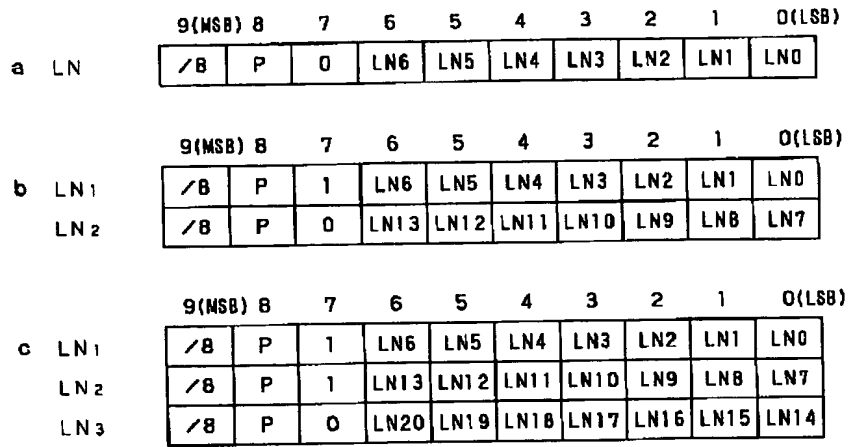 9(MSB) 8 7 6 5 4 3 2 1 0(LSB)
a LN /8 P 0 LN6 LN5 LN4 LN3 LN2 LN1 LN0
9(MSB) 8 7 6 5 4 3 2 1 0(LSB)
b LN1 /8 P 1 LN6 LN5 LN4 LN3 LN2 LN1 LN0
LN2 /8 P 0 LN13 LN12 LN11 LN10 LN9 LN8 LN7
9(MSB) 8 7 6 5 4 3 2 1 0(LSB)
c LN1 /8 P 1 LN6 LN5 LN4 LN3 LN2 LN1 LN0
LN2 /8 P 1 LN13 LN12 LN11 LN10 LN9 LN8 LN7
LN3 /8 P 0 LN20 LN19 LN18 LN17 LN16 LN15 LN14